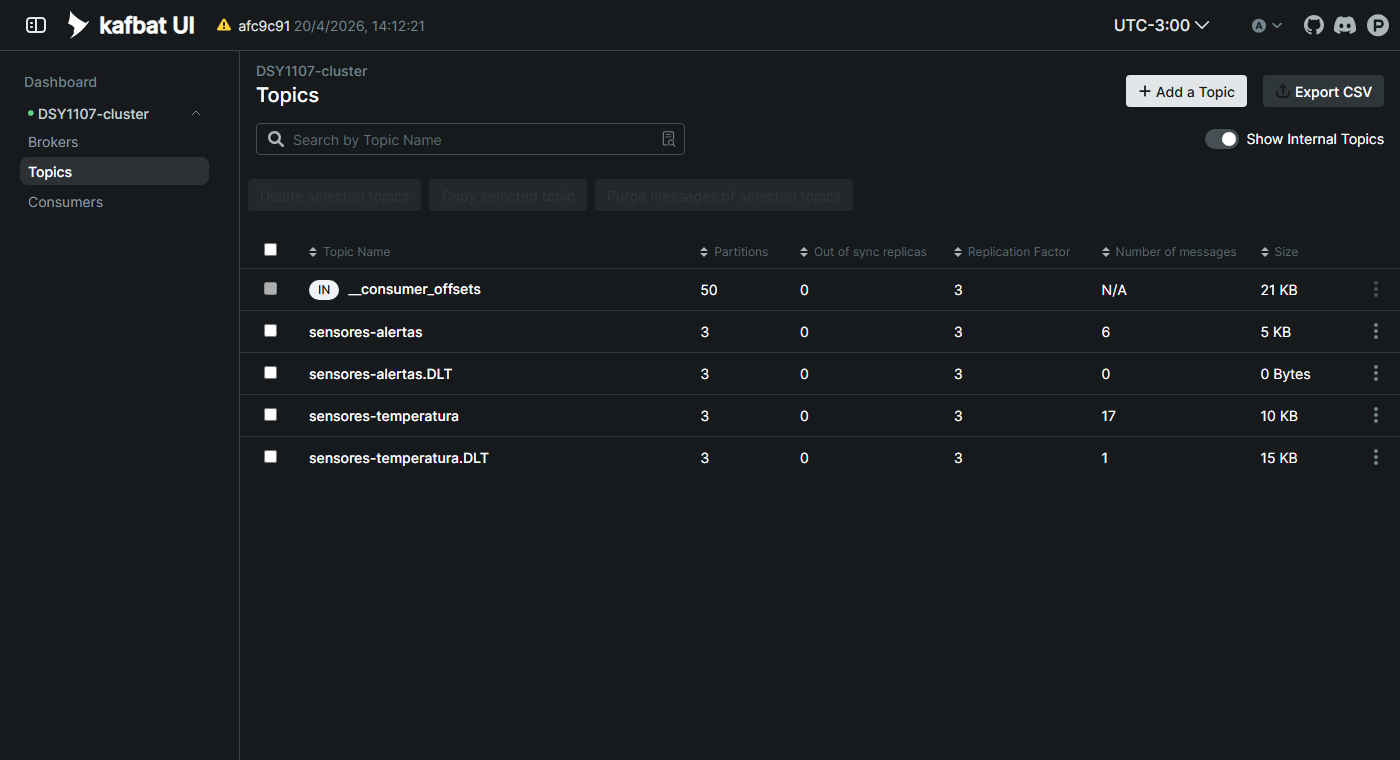 kafbat UI afc9c91 20/4/2026, 14:12:21 UTC-3:00 A P
Dashboard
DSY1107-cluster
Brokers
Topics
Consumers
DSY1107-cluster
Topics
Add a Topic Export CSV
Search by Topic Name
Show Internal Topics
Delete selected topics Copy selected topic Purge messages of selected topics
Topic Name Partitions Out of sync replicas Replication Factor Number of messages Size
IN __consumer_offsets 50 0 3 N/A 21 KB
sensores-alertas 3 0 3 6 5 KB
sensores-alertas.DLT 3 0 3 0 0 Bytes
sensores-temperatura 3 0 3 17 10 KB
sensores-temperatura.DLT 3 0 3 1 15 KB